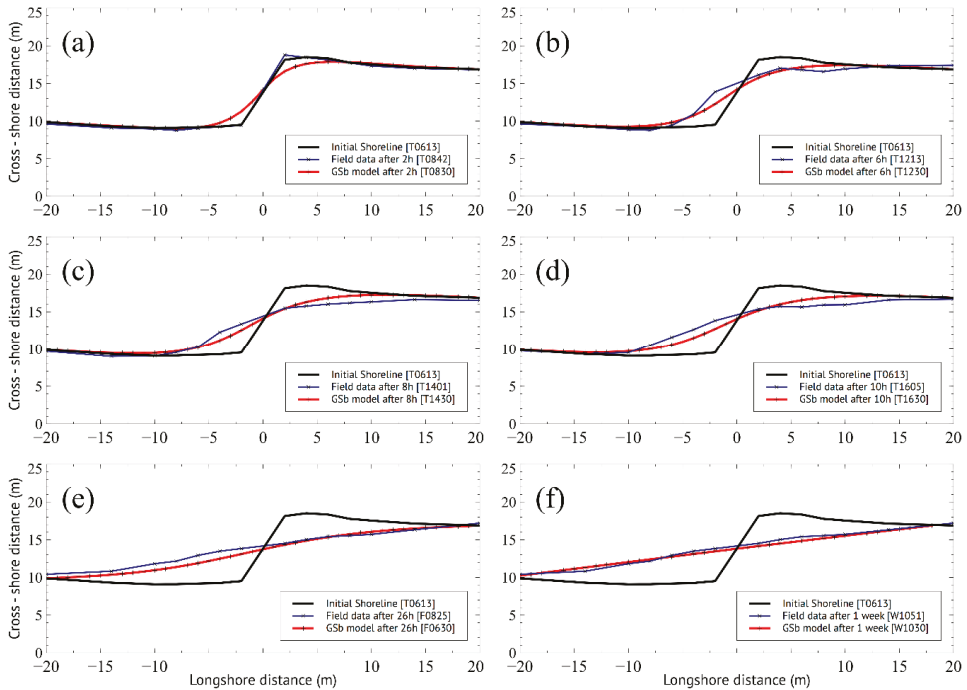 (a)
Cross - shore distance (m)
25
20
15
10
5
0
−20 −15 −10 −5 0 5 10 15 20
Initial Shoreline [T0613]
Field data after 2h [T0842]
GSb model after 2h [T0830]
(b)
25
20
15
10
5
0
−20 −15 −10 −5 0 5 10 15 20
Initial Shoreline [T0613]
Field data after 6h [T1213]
GSb model after 6h [T1230]
(c)
Cross - shore distance (m)
25
20
15
10
5
0
−20 −15 −10 −5 0 5 10 15 20
Initial Shoreline [T0613]
Field data after 8h [T1401]
GSb model after 8h [T1430]
(d)
25
20
15
10
5
0
−20 −15 −10 −5 0 5 10 15 20
Initial Shoreline [T0613]
Field data after 10h [T1605]
GSb model after 10h [T1630]
(e)
Cross - shore distance (m)
25
20
15
10
5
0
−20 −15 −10 −5 0 5 10 15 20
Initial Shoreline [T0613]
Field data after 26h [F0825]
GSb model after 26h [F0630]
Longshore distance (m)
(f)
25
20
15
10
5
0
−20 −15 −10 −5 0 5 10 15 20
Initial Shoreline [T0613]
Field data after 1 week [W1051]
GSb model after 1 week [W1030]
Longshore distance (m)